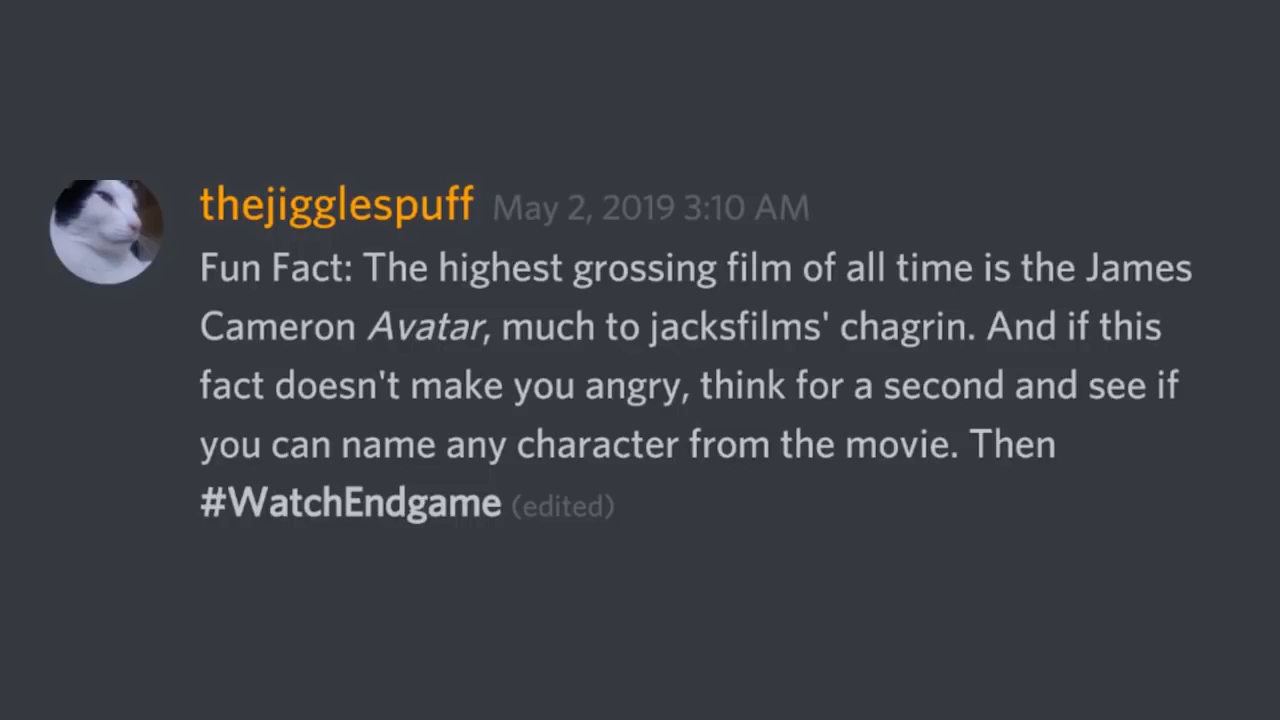 thejigglespuff May 2, 2019 3:10 AM
Fun Fact: The highest grossing film of all time is the James
Cameron Avatar, much to jacksfilms' chagrin. And if this
fact doesn't make you angry, think for a second and see if
you can name any character from the movie. Then
#WatchEndgame (edited)